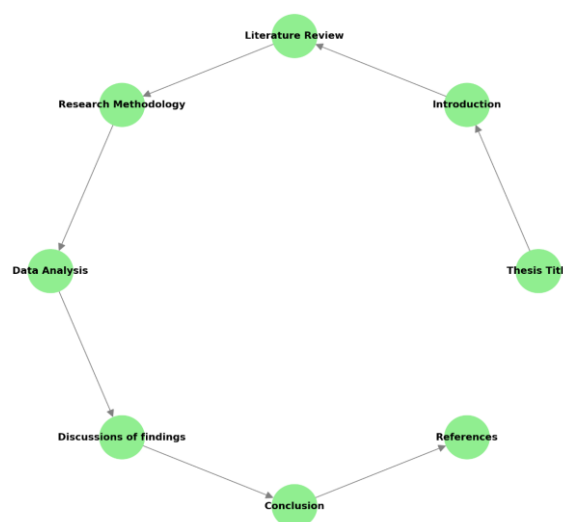 Literature Review
Research Methodology
Introduction
Data Analysis
Thesis Titl
Discussions of findings
References
Conclusion